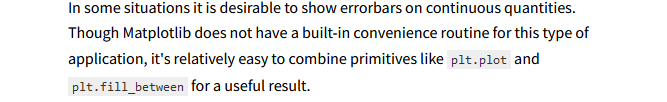 In some situations it is desirable to show errorbars on continuous quantities.
Though Matplotlib does not have a built-in convenience routine for this type of
application, it's relatively easy to combine primitives like plt.plot and
plt.fill_between for a useful result.